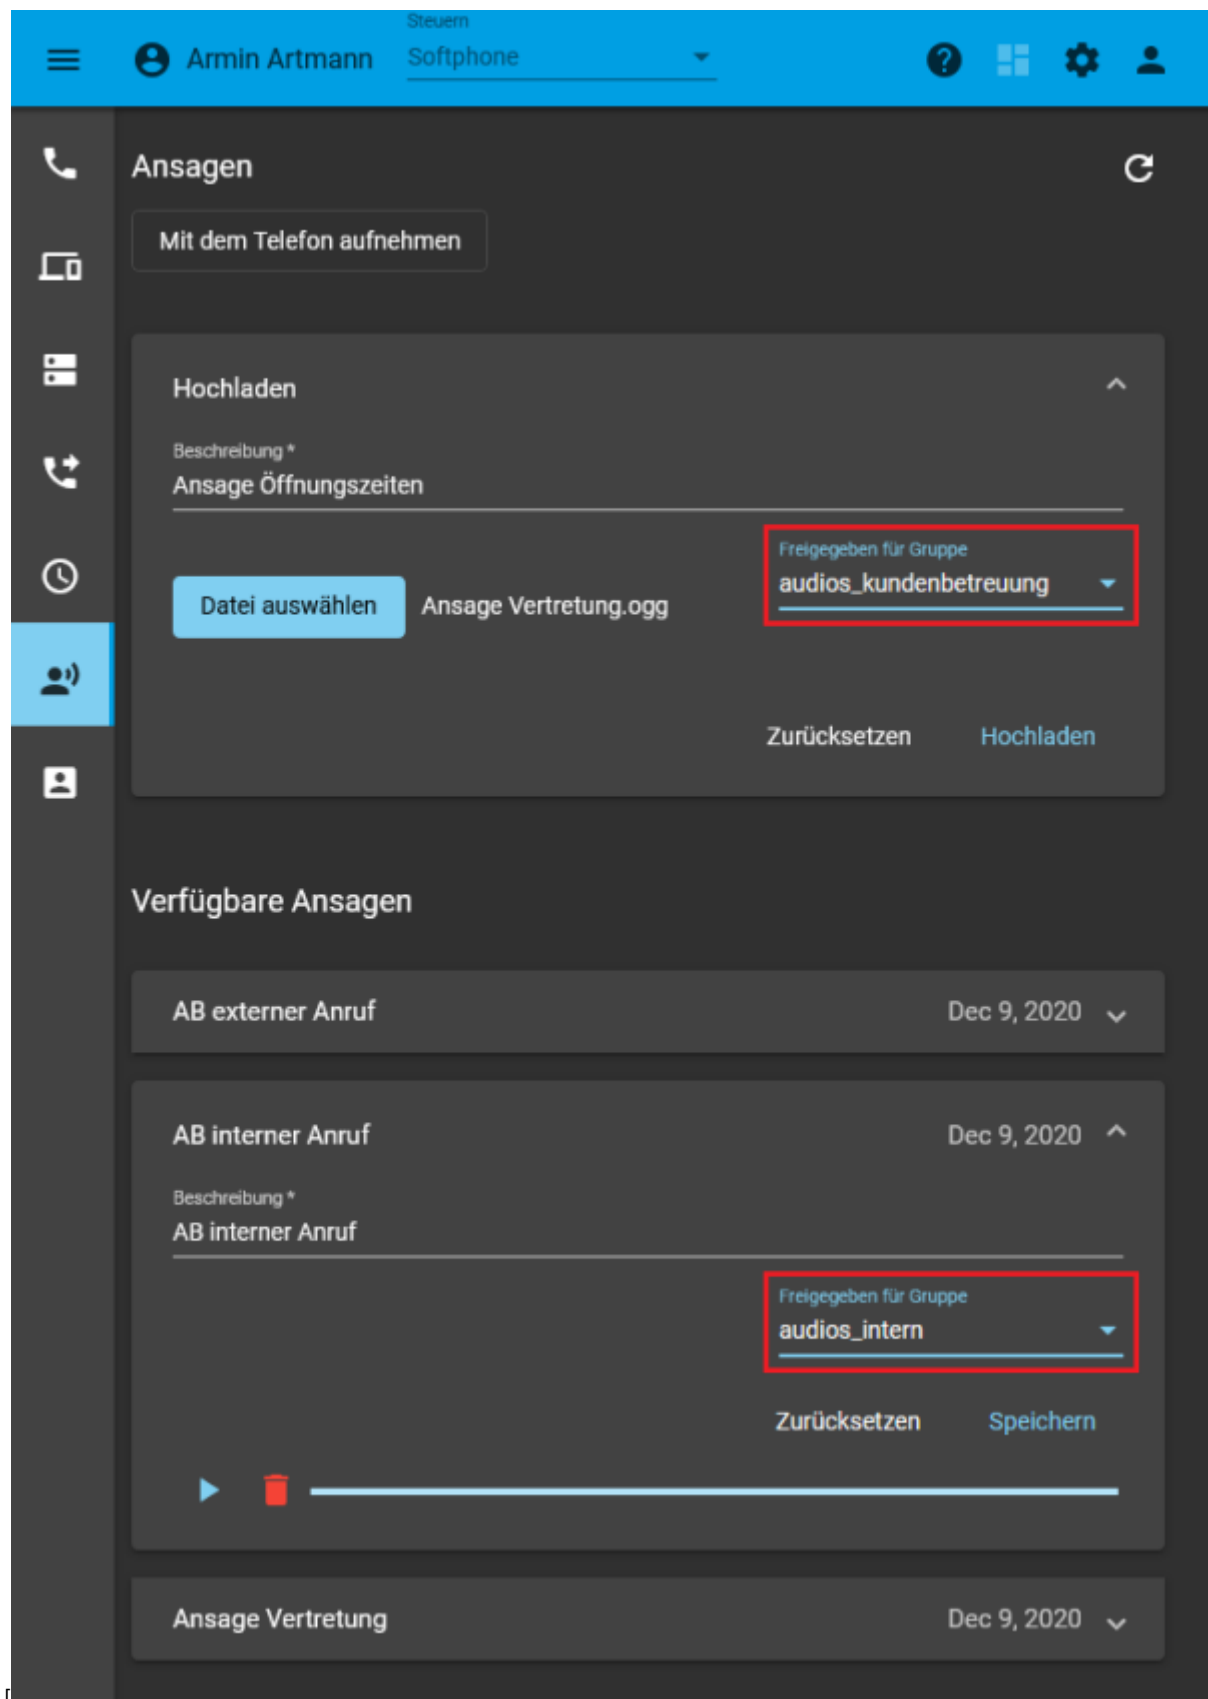 Steuern
Armin Artmann Softphone
Ansagen
Mit dem Telefon aufnehmen
Hochladen
Beschreibung *
Ansage Öffnungszeiten
Freigegeben für Gruppe
audios_kundenbetreuung
Datei auswählen Ansage Vertretung.ogg
Zurücksetzen Hochladen
Verfügbare Ansagen
AB externer Anruf Dec 9, 2020
AB interner Anruf Dec 9, 2020
Beschreibung *
AB interner Anruf
Freigegeben für Gruppe
audios_intern
Zurücksetzen Speichern
Ansage Vertretung Dec 9, 2020